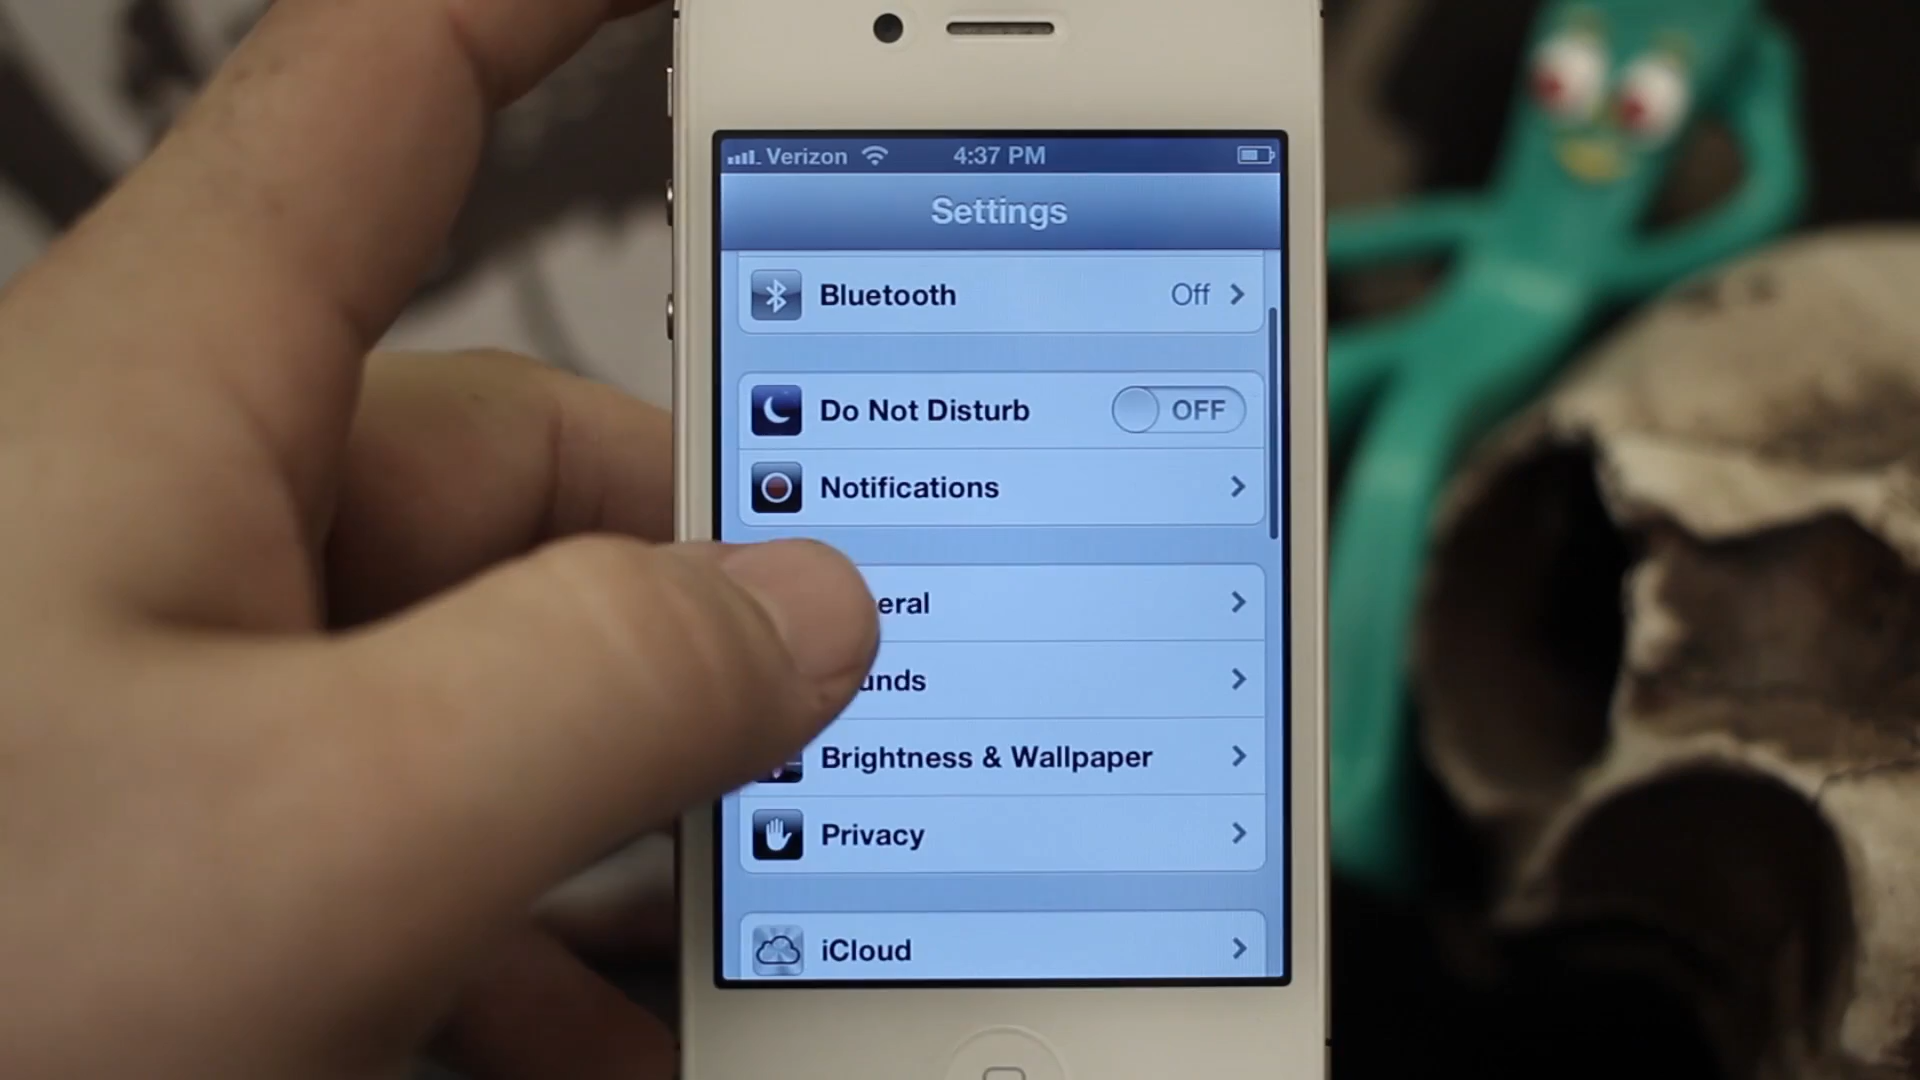 Verizon 4:37 PM
Settings
Bluetooth Off
Do Not Disturb OFF
Notifications
eral
unds
Brightness & Wallpaper
Privacy
iCloud